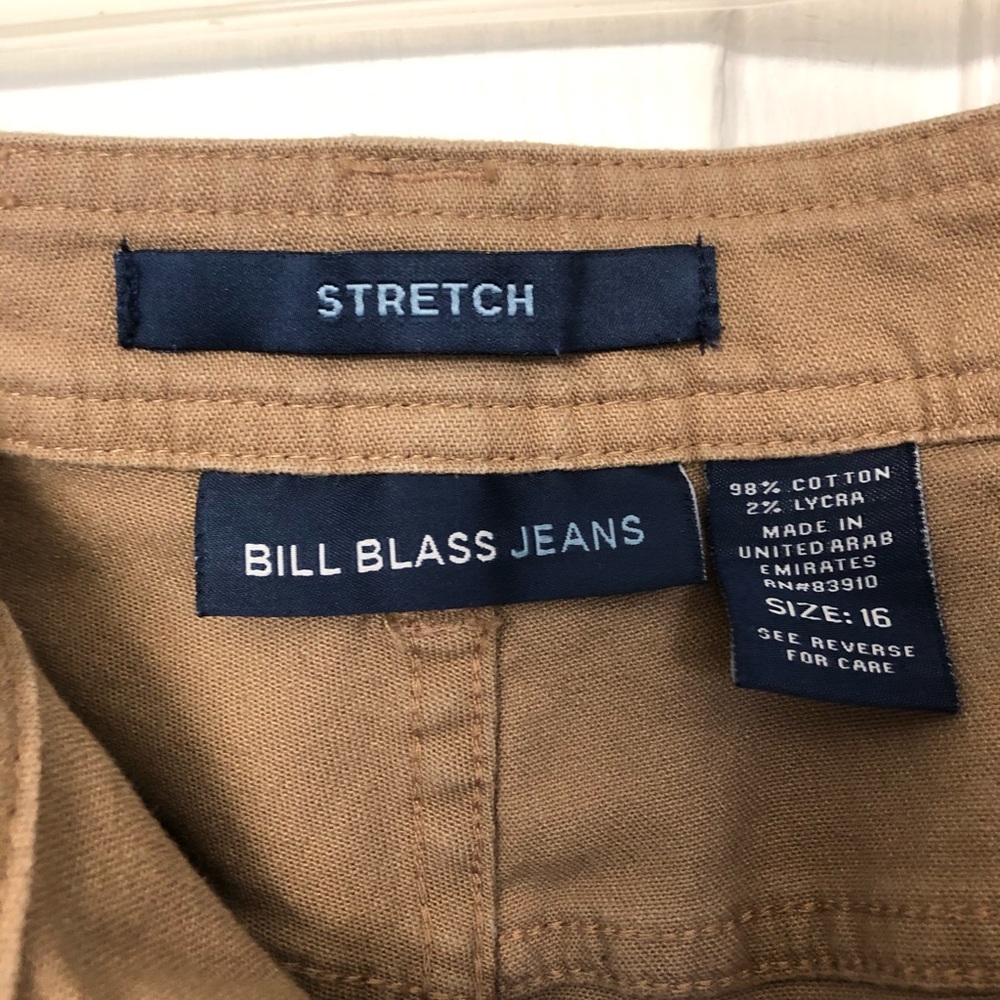 STRETCH
BILL BLASS JEANS
98% COTTON
2% LYCRA
MADE IN
UNITED ARAB
EMIRATES
RN#83910
SIZE: 16
SEE REVERSE
FOR CARE